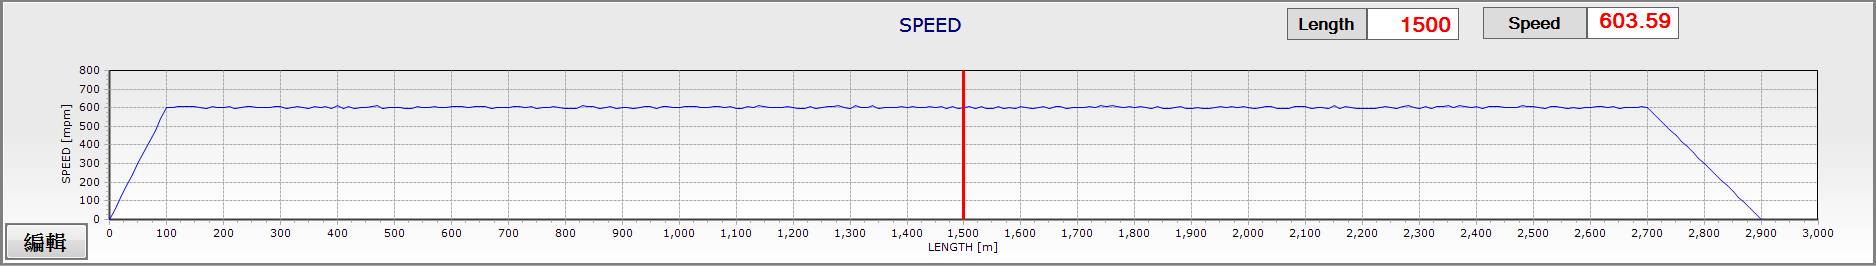 SPEED
Length 1500 Speed 603.59
SPEED [mpm]
800
700
600
500
400
300
200
100
0
0 100 200 300 400 500 600 700 800 900 1,000 1,100 1,200 1,300 1,400 1,500 1,600 1,700 1,800 1,900 2,000 2,100 2,200 2,300 2,400 2,500 2,600 2,700 2,800 2,900 3,000
LENGTH [m]
編輯